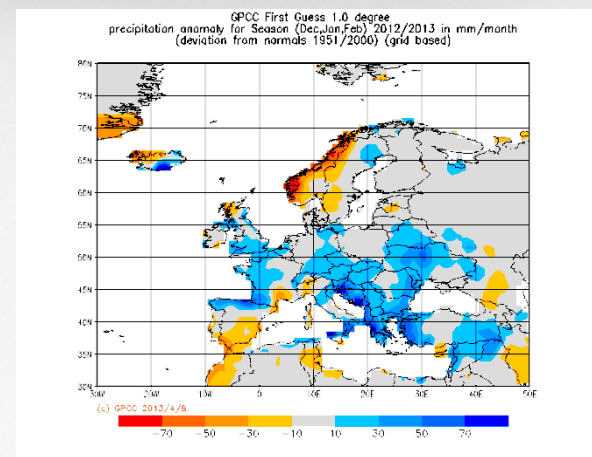 GPCC First Guess 1.0 degree
precipitation anomaly for Season (Dec,Jan,Feb) 2012/2013 in mm/month
(deviation from normals 1951/2000) (grid based)
80N
75N
70N
65N
60N
55N
50N
45N
40N
35N
30N
30W 20W 10W 0 10E 20E 30E 40E 50E
(c) GPCC 2013/4/8
-70 -50 -30 -10 10 30 50 70